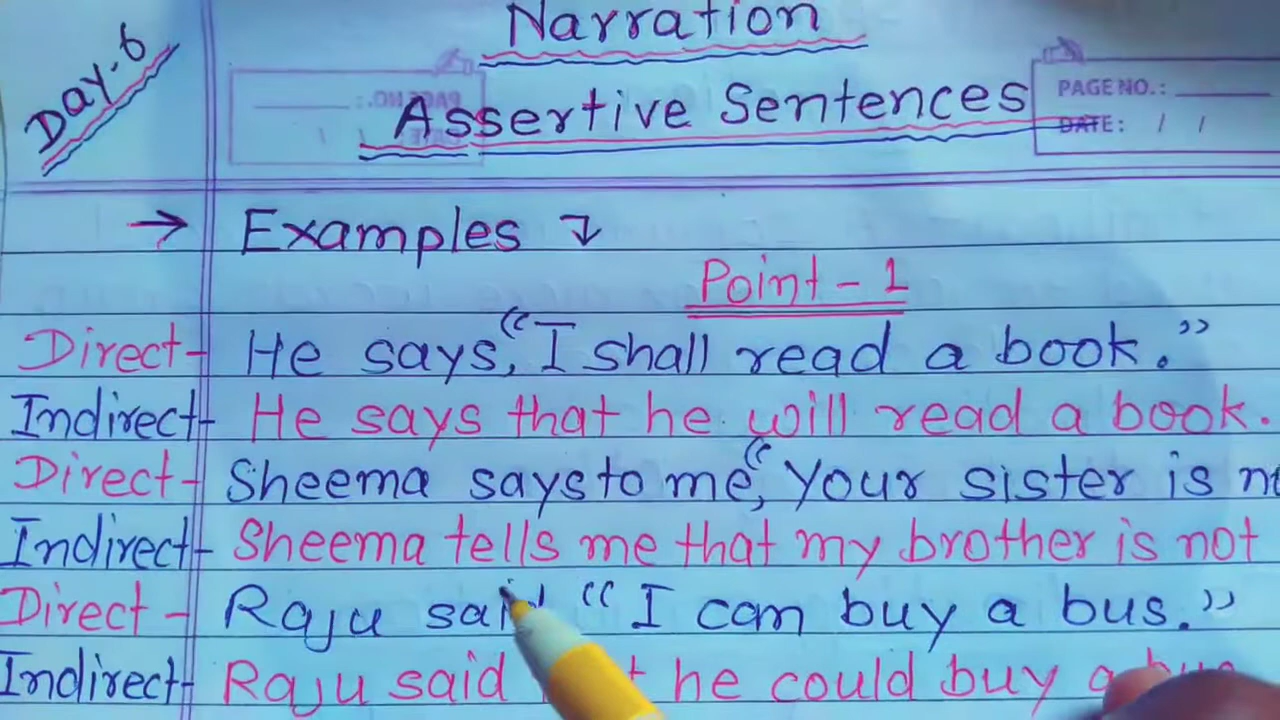 Day-6
Narration
Assertive Sentences
PAGE NO.:
DATE: / /
→ Examples
Point - 1
Direct- He says, “I shall read a book.”
Indirect- He says that he will read a book.
Direct- Sheema says to me, “Your sister is
Indirect- Sheema tells me that my brother is not
Direct- Raju said “I can buy a bus.”
Indirect- Raju said he could buy a